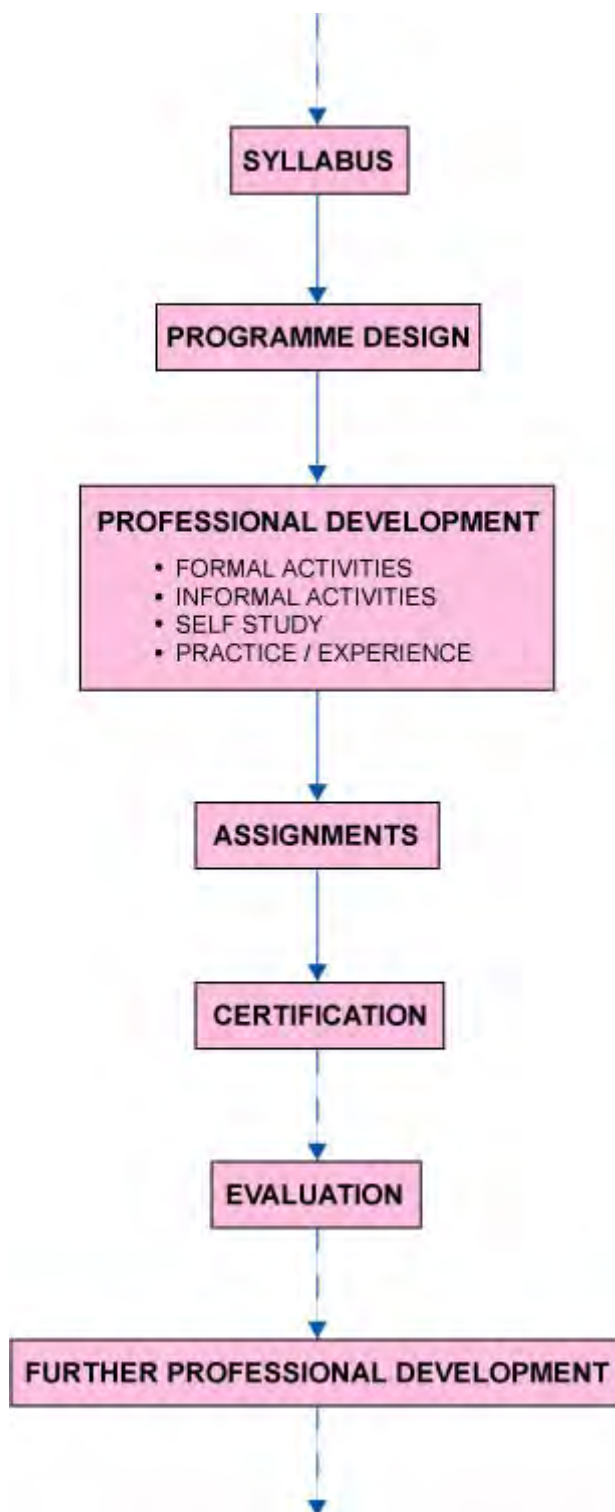 SYLLABUS
PROGRAMME DESIGN
PROFESSIONAL DEVELOPMENT
• FORMAL ACTIVITIES
• INFORMAL ACTIVITIES
• SELF STUDY
• PRACTICE / EXPERIENCE
ASSIGNMENTS
CERTIFICATION
EVALUATION
FURTHER PROFESSIONAL DEVELOPMENT